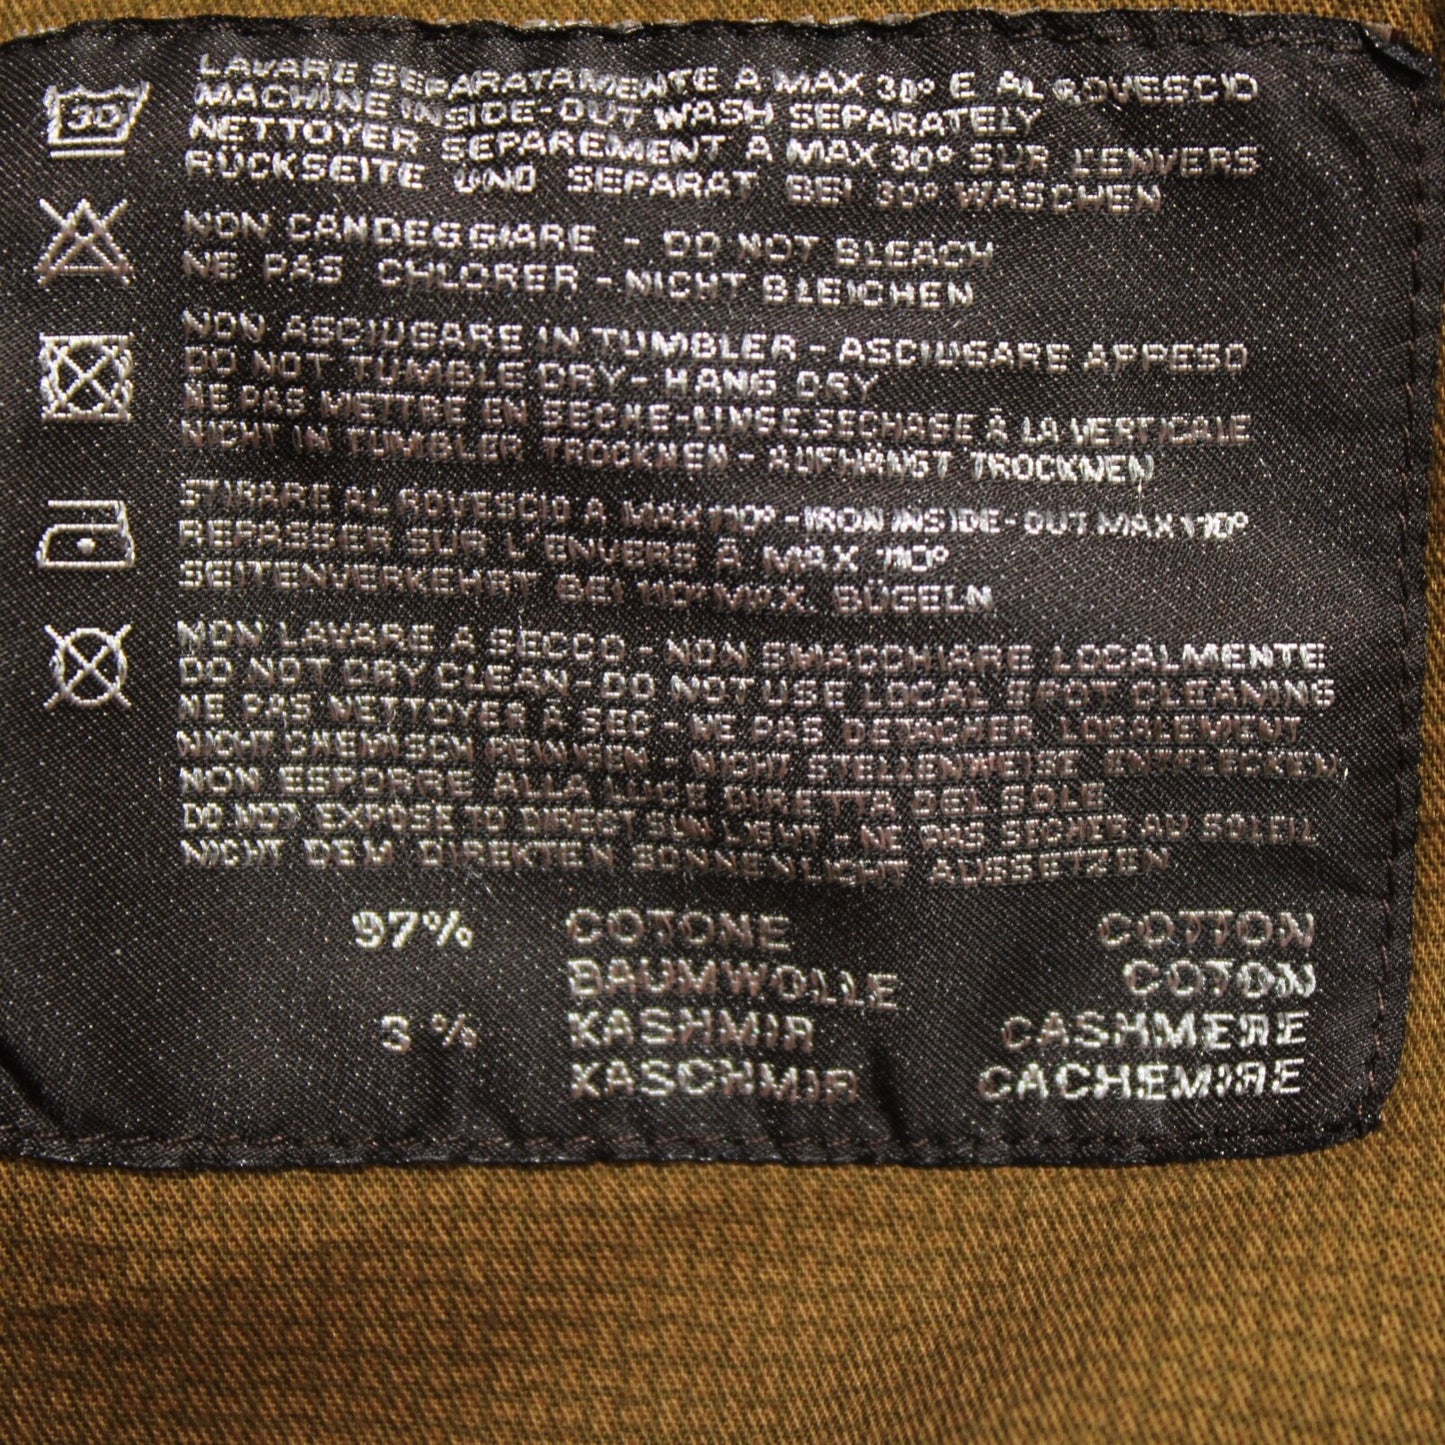 30
LAVARE SEPARATAMENTE A MAX 30° E AL ROVESCIO
MACHINE INSIDE-OUT WASH SEPARATELY
NETTOYER SEPAREMENT A MAX 30° SUR L'ENVERS
RÜCKSEITE UND SEPARAT BEI 30° WASCHEN
NON CANDEGGIARE - DO NOT BLEACH
NE PAS CHLORER - NICHT BLEICHEN
NON ASCIUGARE IN TUMBLER - ASCIUGARE APPESO
DO NOT TUMBLE DRY - HANG DRY
NE PAS METTRE EN SECHE-LINGE, SECHAGE À LA VERTICALE
NICHT IN TUMBLER TROCKNEN - AUFHÄNGT TROCKNEN
STIRARE AL ROVESCIO A MAX 110° - IRON INSIDE-OUT MAX 110°
REPASSER SUR L'ENVERS À MAX 110°
SEITENVERKEHRT BEI 110° MAX. BÜGELN
NON LAVARE A SECCO - NON SMACCHIARE LOCALMENTE
DO NOT DRY CLEAN - DO NOT USE LOCAL SPOT CLEANING
NE PAS NETTOYER À SEC - NE PAS DETACHER LOCALEMENT
NICHT CHEMISCH REINIGEN - NICHT STELLENWEISE ENTFLECKEN
NON ESPORRE ALLA LUCE DIRETTA DEL SOLE
DO NOT EXPOSE TO DIRECT SUN LIGHT - NE PAS SECHER AU SOLEIL
NICHT DEM DIREKTEN SONNENLICHT AUSSETZEN
97% COTONE COTTON
BAUMWOLLE COTON
3% KASHMIR CASHMERE
KASCHMIR CACHEMIRE